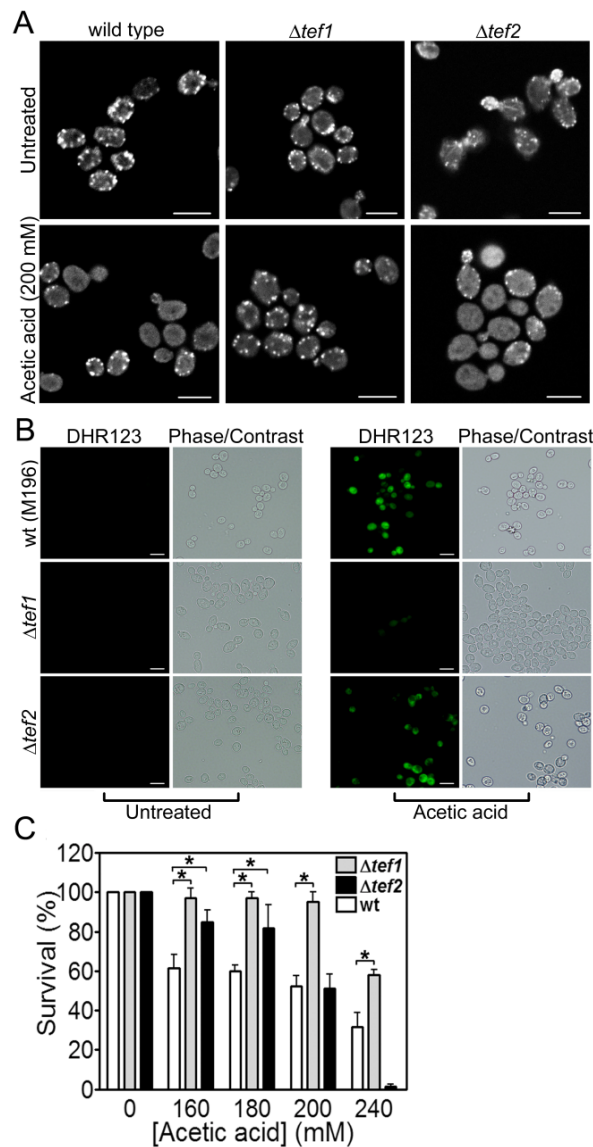 A
wild type Δtef1 Δtef2
Untreated
Acetic acid (200 mM)
B
DHR123 Phase/Contrast DHR123 Phase/Contrast
wt (M196)
Δtef1
Δtef2
Untreated Acetic acid
C
120
100
80
60
40
20
0
Survival (%)
* * * * * *
Δtef1
Δtef2
wt
0 160 180 200 240
[Acetic acid] (mM)